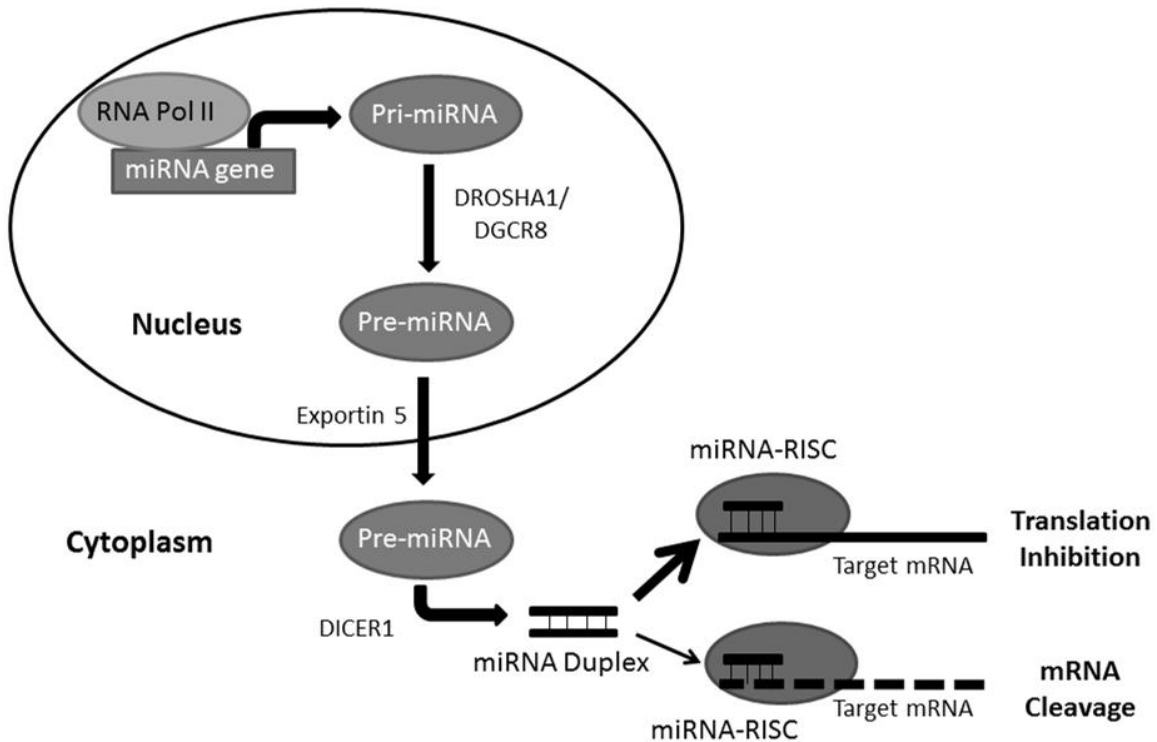 RNA Pol II
miRNA gene
Pri-miRNA
DROSHA1/
DGCR8
Nucleus
Pre-miRNA
Exportin 5
Cytoplasm
Pre-miRNA
DICER1
miRNA Duplex
miRNA-RISC
Target mRNA
Translation
Inhibition
miRNA-RISC
Target mRNA
mRNA
Cleavage